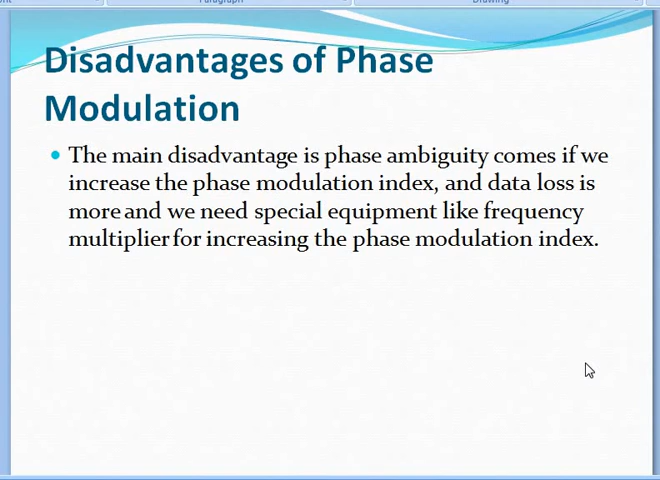 Paragraph
Drawing
Disadvantages of Phase
Modulation
The main disadvantage is phase ambiguity comes if we
increase the phase modulation index, and data loss is
more and we need special equipment like frequency
multiplier for increasing the phase modulation index.